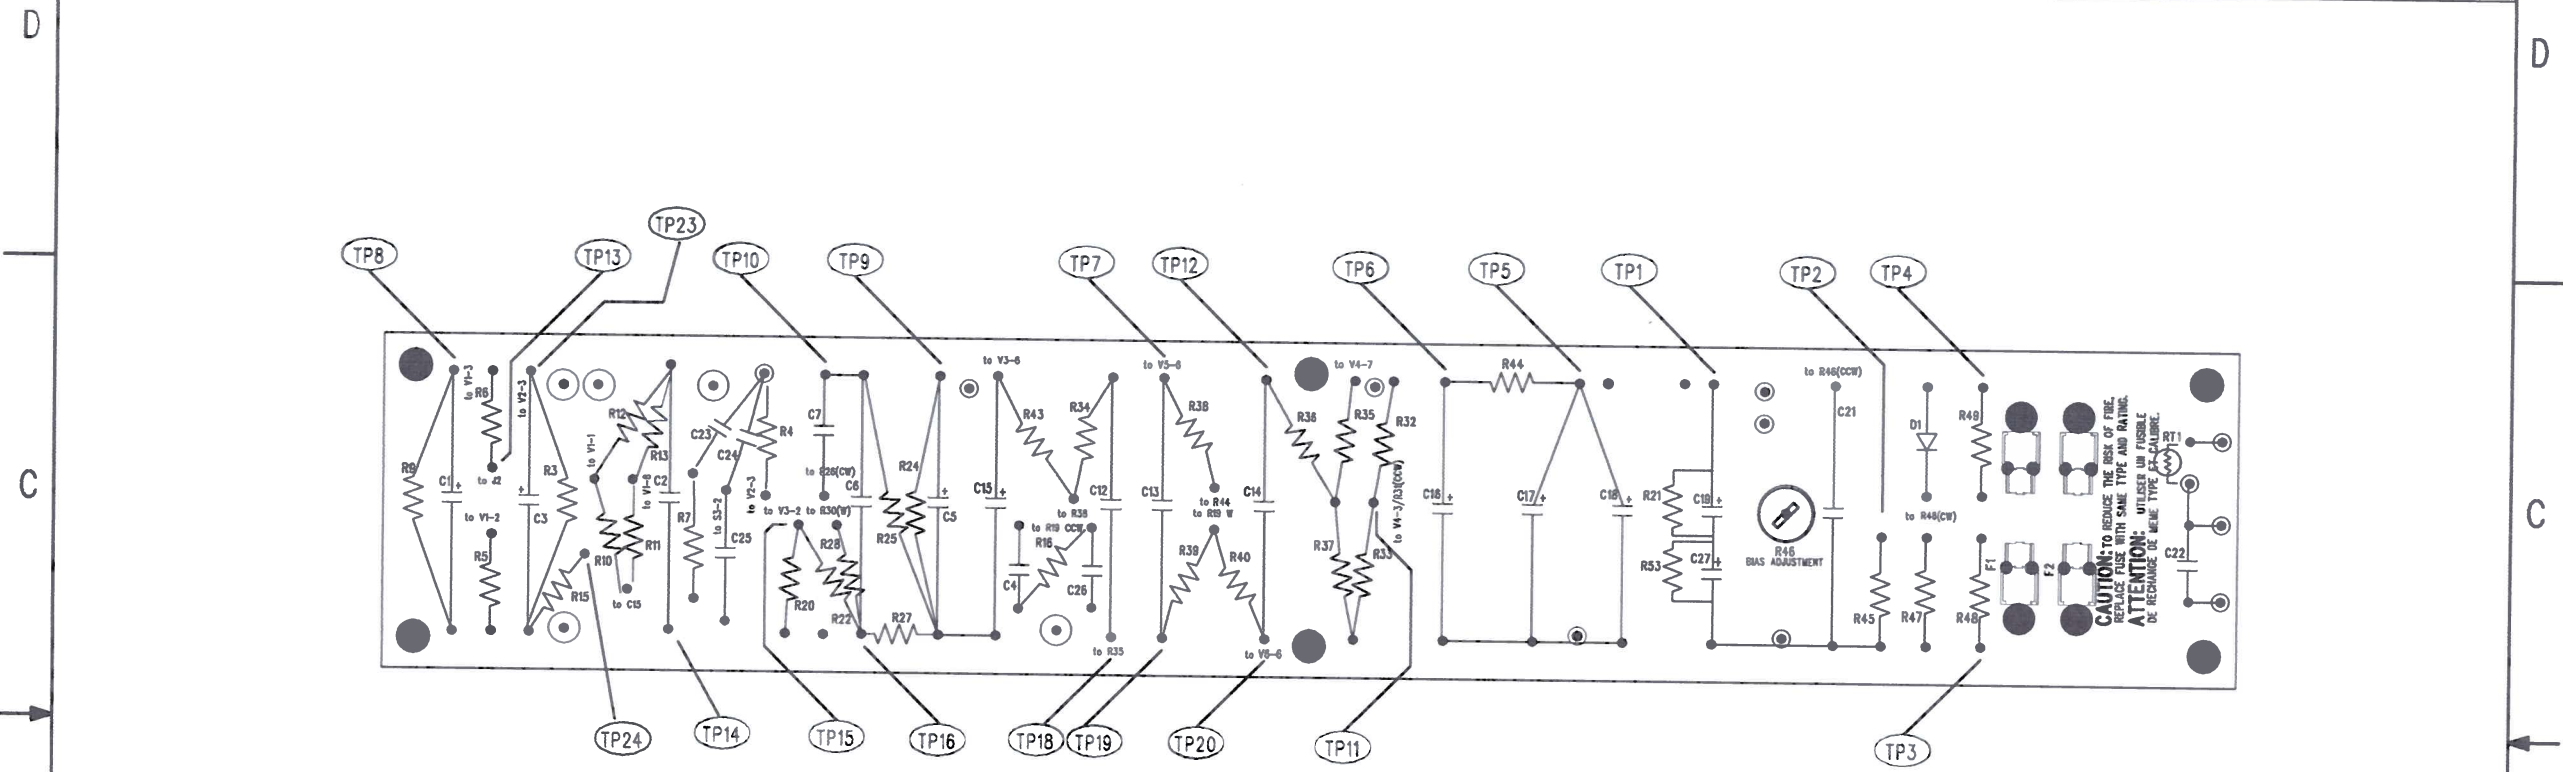 D
D
TP23
TP8
TP13
TP10
TP9
TP7
TP12
TP6
TP5
TP1
TP2
TP4
to V1-3
R6
to V2-3
to V3-6
to V5-6
to V4-7
R44
to R46(CCW)
R12
C7
R43
R34
R38
R36
R35
R32
C21
D1
R49
C23
R4
to V1-1
R13
C24
RT1
C
R9
C1
+
to J2
R3
+
C3
to V1-8
C2
to V2-3
C6
R24
+
C5
C15
+
C12
C13
C14
C16
+
C17
+
C18
+
R21
C19
+
C
to V1-2
R7
to S3-2
to V3-2
to R30(W)
R25
to R38
to R44
to R19 W
to V4-3/R31(CCW)
to R48(CW)
R5
R10
R11
C25
R28
to R19 CCW
R16
R39
R40
R37
R33
R53
C27
+
R46
BIAS ADJUSTMENT
C22
F1
F2
R15
to C15
R20
R22
R27
C4
C26
R45
R47
R48
to R35
to V6-6
CAUTION: TO REDUCE THE RISK OF FIRE,
REPLACE FUSE WITH SAME TYPE AND RATING.
ATTENTION: UTILISER UN FUSIBLE
DE RECHANGE DE MEME TYPE ET CALIBRE.
TP24
TP14
TP15
TP16
TP18
TP19
TP20
TP11
TP3